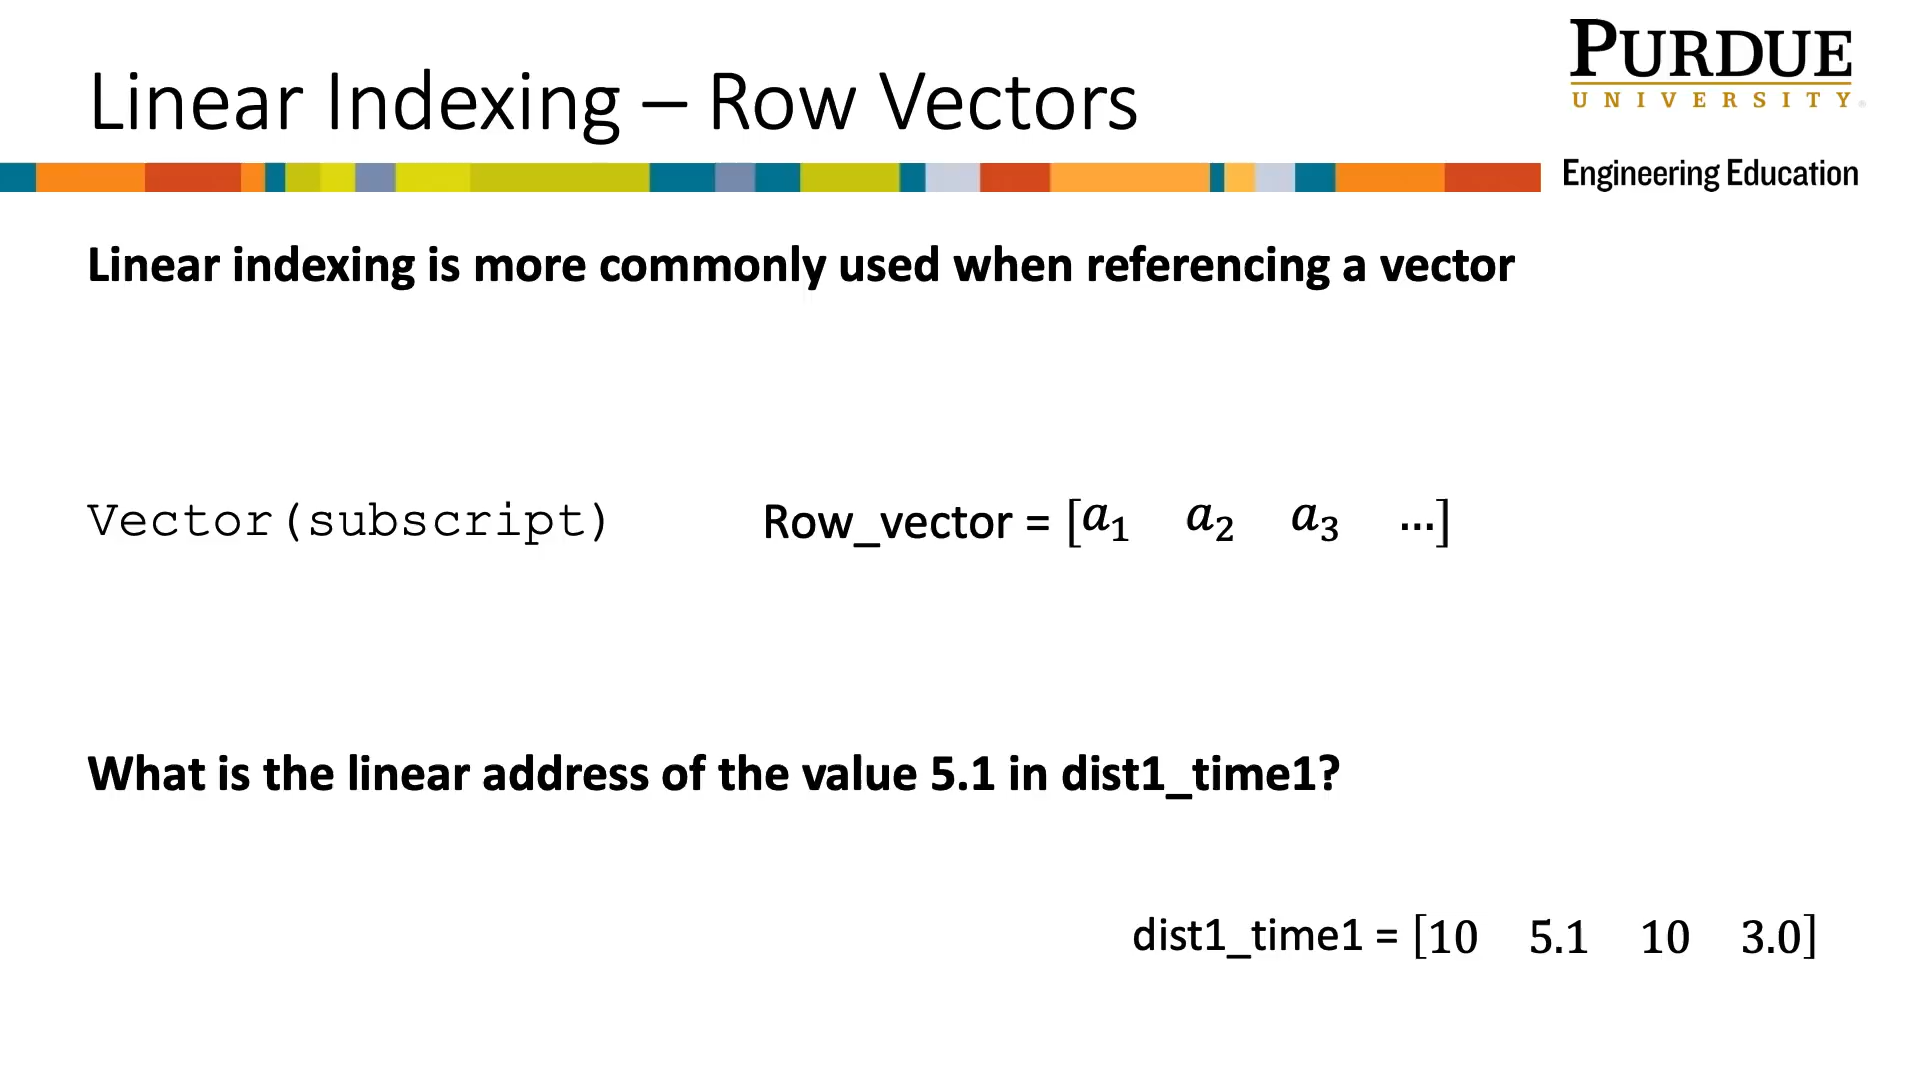 Linear Indexing – Row Vectors
PURDUE
UNIVERSITY®
Engineering Education
Linear indexing is more commonly used when referencing a vector
Vector(subscript) Row_vector = [a₁ a₂ a₃ …]
What is the linear address of the value 5.1 in dist1_time1?
dist1_time1 = [10 5.1 10 3.0]